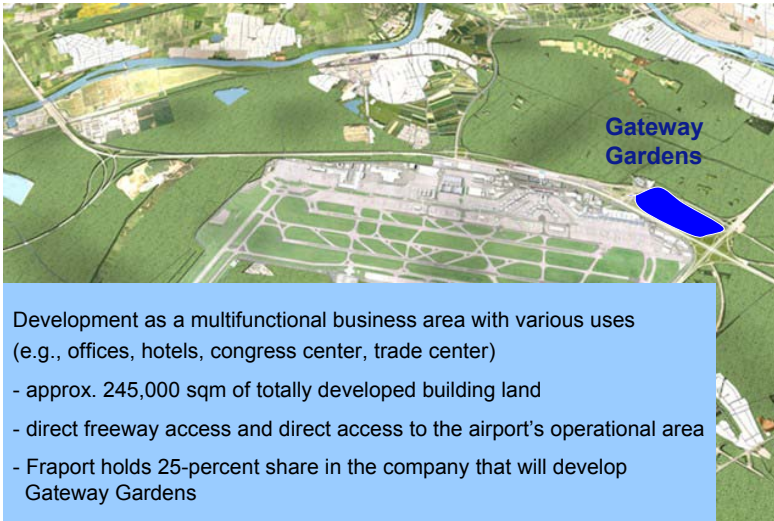 Gateway
Gardens
Development as a multifunctional business area with various uses
(e.g., offices, hotels, congress center, trade center)
- approx. 245,000 sqm of totally developed building land
- direct freeway access and direct access to the airport's operational area
- Fraport holds 25-percent share in the company that will develop
Gateway Gardens